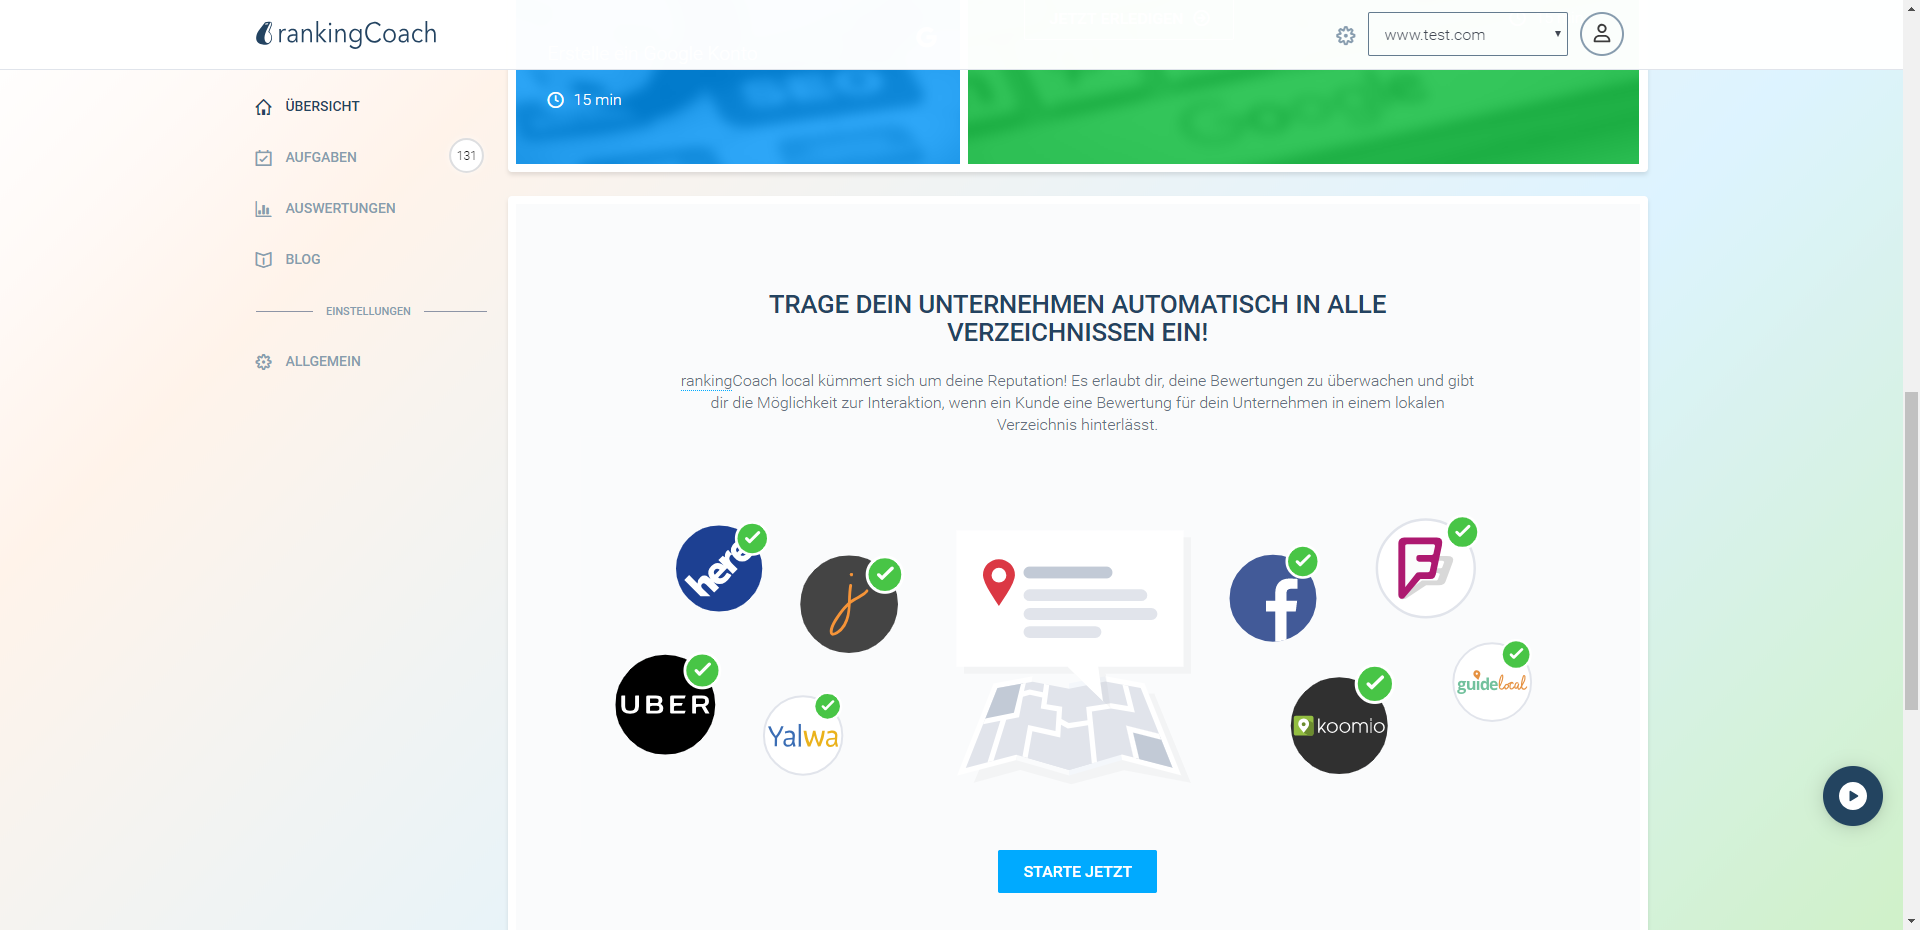 rankingCoach
www.test.com
15 min
SEO
Google
ÜBERSICHT
AUFGABEN
131
AUSWERTUNGEN
BLOG
EINSTELLUNGEN
ALLGEMEIN
TRAGE DEIN UNTERNEHMEN AUTOMATISCH IN ALLE
VERZEICHNISSEN EIN!
rankingCoach local kümmert sich um deine Reputation! Es erlaubt dir, deine Bewertungen zu überwachen und gibt
dir die Möglichkeit zur Interaktion, wenn ein Kunde eine Bewertung für dein Unternehmen in einem lokalen
Verzeichnis hinterlässt.
here
j
f
F
UBER
Yalwa
koomio
guidelocal
STARTE JETZT